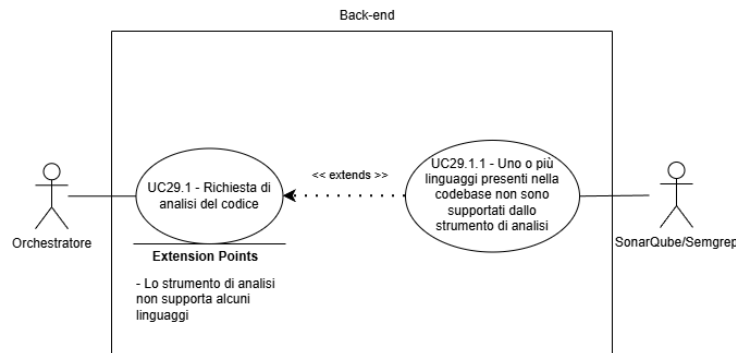 Back-end
UC29.1 - Richiesta di
analisi del codice
<< extends >>
UC29.1.1 - Uno o più
linguaggi presenti nella
codebase non sono
supportati dallo
strumento di analisi
Orchestratore
SonarQube/Semgrep
Extension Points
- Lo strumento di analisi
non supporta alcuni
linguaggi